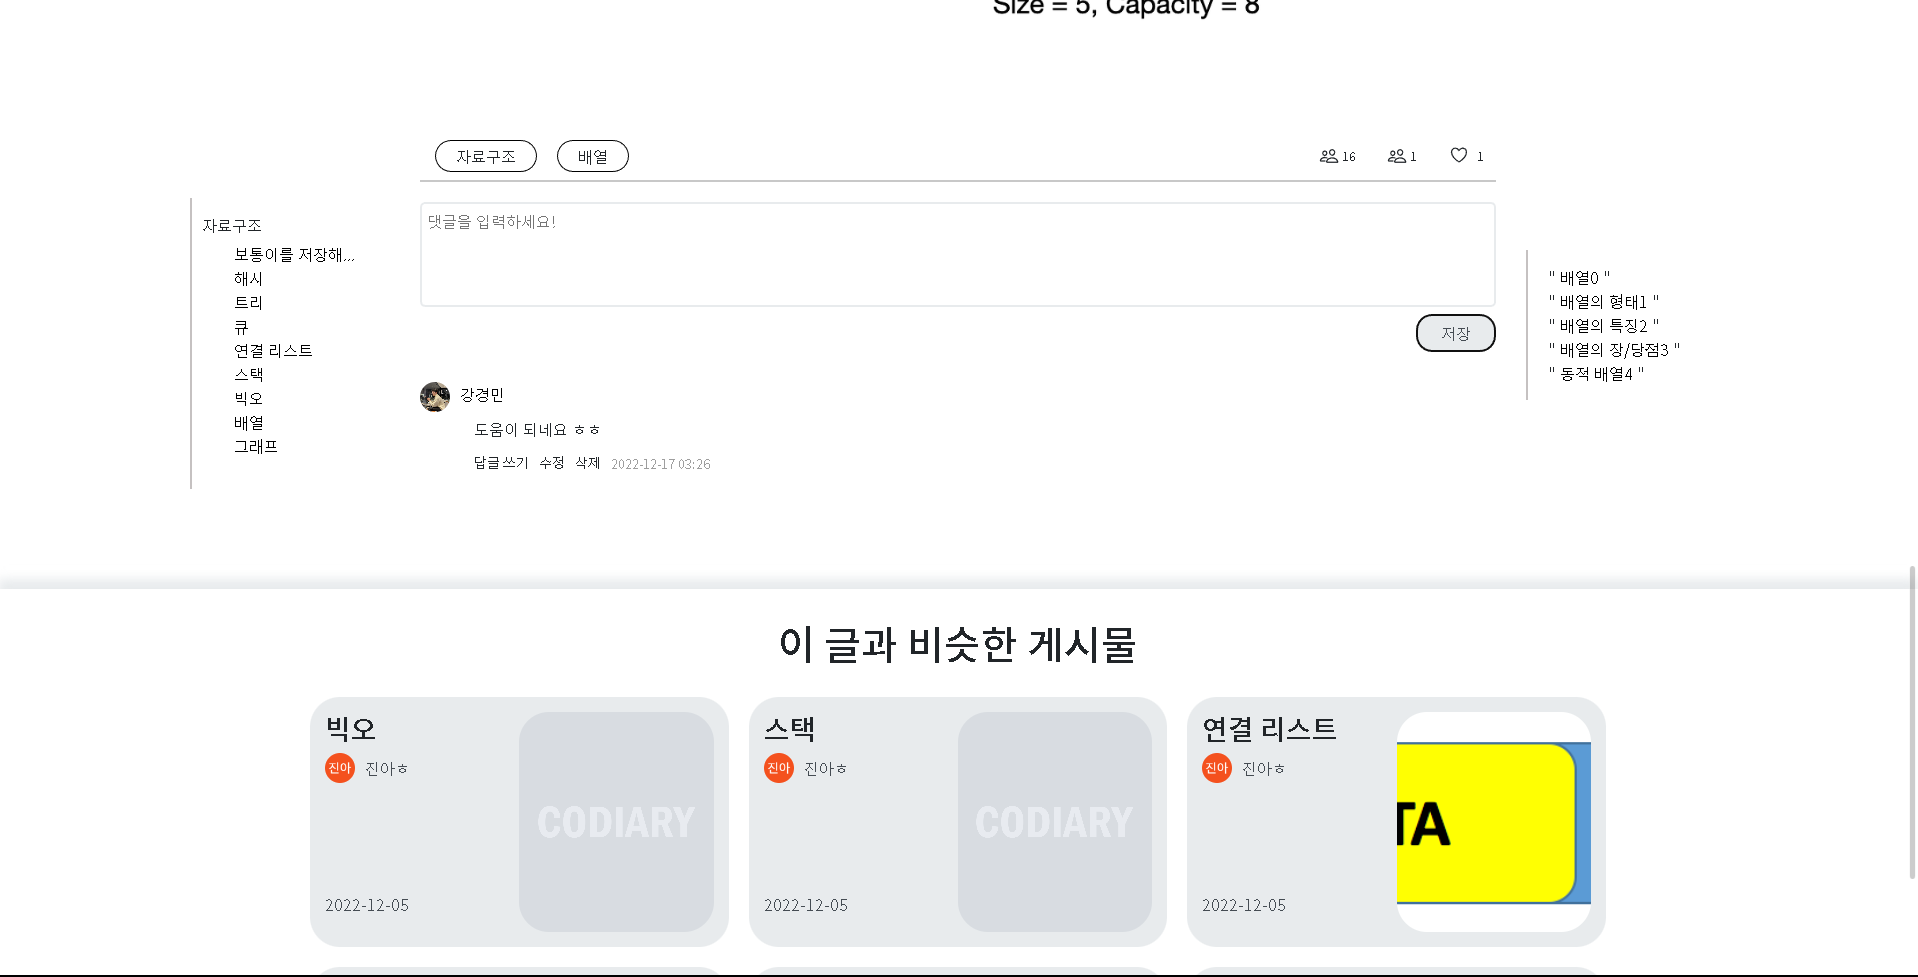 Size = 5, Capacity = 8
자료구조
배열
16
1
1
자료구조
보통이를 저장해...
해시
트리
큐
연결 리스트
스택
빅오
배열
그래프
댓글을 입력하세요!
저장
강경민
도움이 되네요 ㅎㅎ
답글 쓰기 수정 삭제 2022-12-17 03:26
" 배열0 "
" 배열의 형태1 "
" 배열의 특징2 "
" 배열의 장/당점3 "
" 동적 배열4 "
이 글과 비슷한 게시물
빅오
진아 진아ㅎ
CODIARY
2022-12-05
스택
진아 진아ㅎ
CODIARY
2022-12-05
연결 리스트
진아 진아ㅎ
TA
2022-12-05